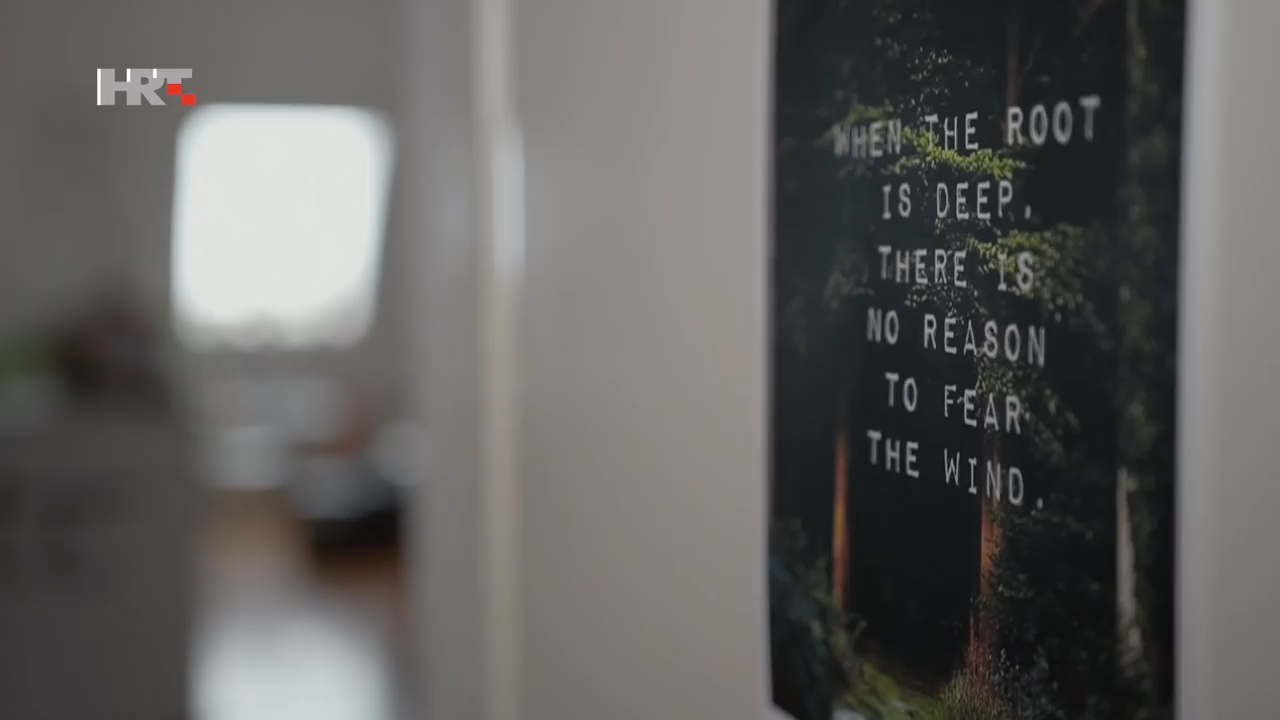 HRT
WHEN THE ROOT
IS DEEP.
THERE IS
NO REASON
TO FEAR
THE WIND.